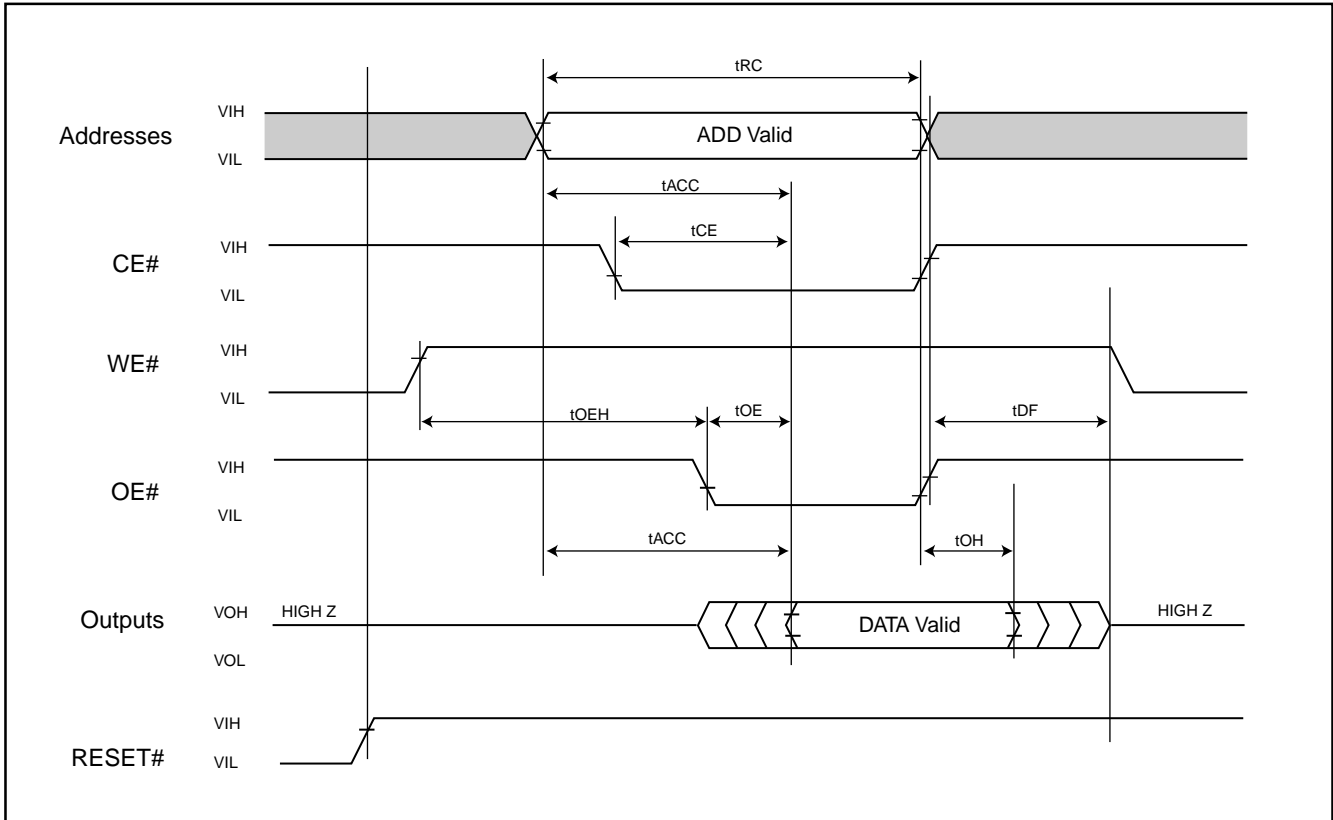 tRC
VIH
Addresses
ADD Valid
VIL
tACC
tCE
VIH
CE#
VIL
VIH
WE#
VIL
tOEH
tOE
tDF
VIH
OE#
VIL
tACC
tOH
Outputs
VOH
HIGH Z
DATA Valid
HIGH Z
VOL
VIH
RESET#
VIL